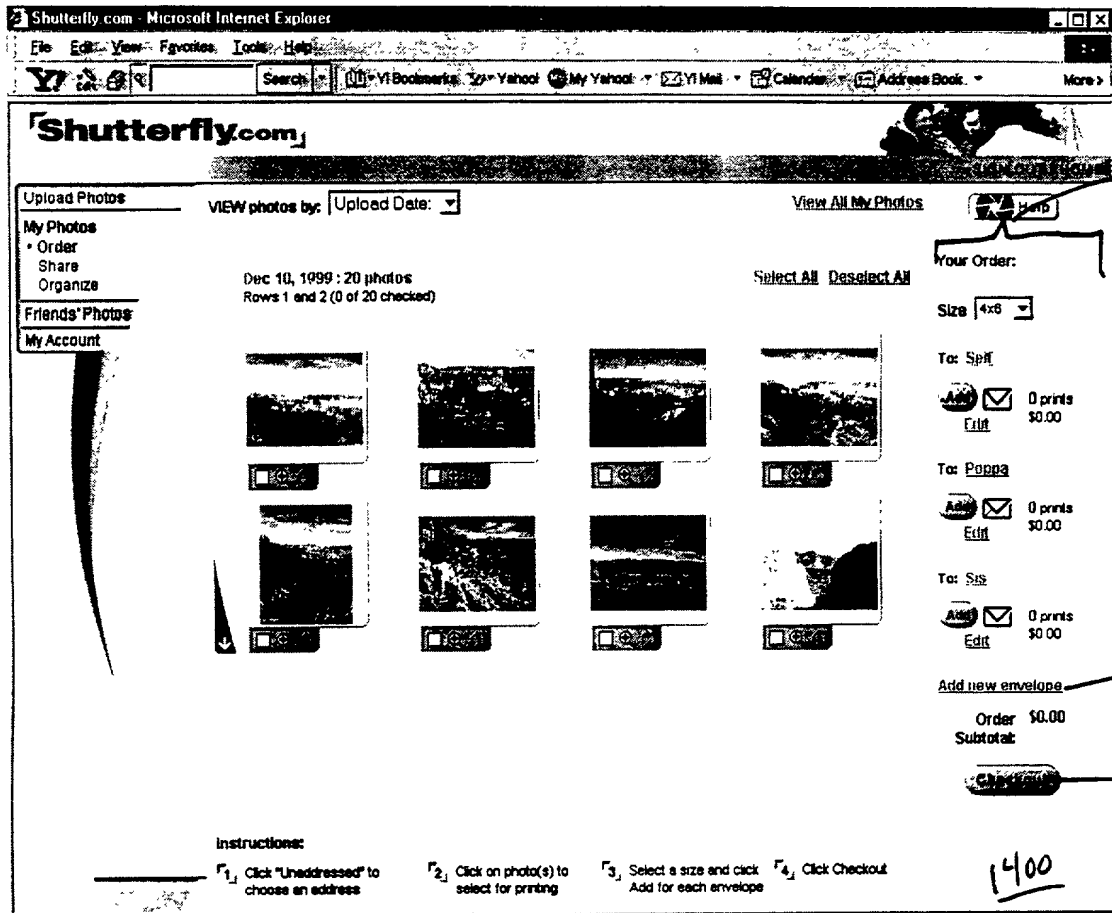 Shutterfly.com - Microsoft Internet Explorer
File Edit View Favorites Tools Help
Y! Search Y! Bookmarks Yahoo! My Yahoo! Y! Mail Calendar Address Book More >
Shutterfly.com
Upload Photos
My Photos
• Order
Share
Organize
Friends' Photos
My Account
VIEW photos by: Upload Date:
View All My Photos
Help
Dec 10, 1999 : 20 photos
Rows 1 and 2 (0 of 20 checked)
Select All Deselect All
Your Order:
Size 4x6
To: Self
Add 0 prints
Edit $0.00
To: Poppa
Add 0 prints
Edit $0.00
To: Sis
Add 0 prints
Edit $0.00
Add new envelope
Order $0.00
Subtotal:
Checkout
Instructions:
1 Click "Unaddressed" to
choose an address
2 Click on photo(s) to
select for printing
3 Select a size and click
Add for each envelope
4 Click Checkout
1400